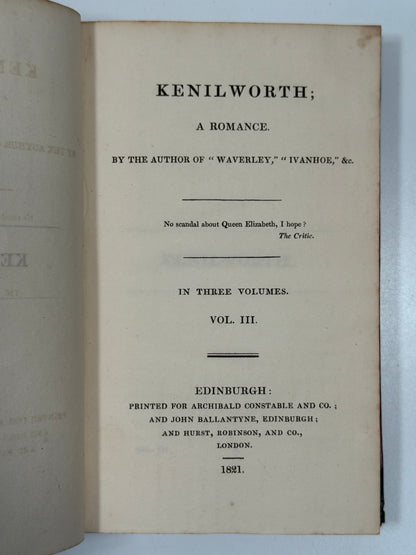 KENILWORTH;
A ROMANCE.
BY THE AUTHOR OF "WAVERLEY," "IVANHOE," &c.
No scandal about Queen Elizabeth, I hope?
The Critic.
IN THREE VOLUMES.
VOL. III.
EDINBURGH:
PRINTED FOR ARCHIBALD CONSTABLE AND CO.;
AND JOHN BALLANTYNE, EDINBURGH;
AND HURST, ROBINSON, AND CO.,
LONDON.
1821.